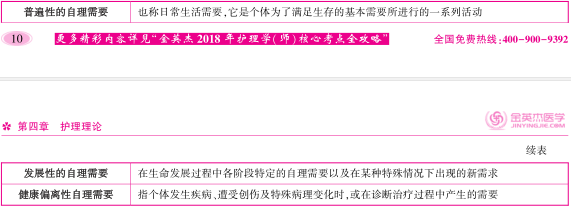 普遍性的自理需要 也称日常生活需要,它是个体为了满足生存的基本需要所进行的一系列活动
10 更多精彩内容详见“金英杰 2018 年护理学(师)核心考点全攻略” 全国免费热线:400-900-9392
第四章 护理理论 金英杰医学
JINYINGJIE.COM
续表
发展性的自理需要 在生命发展过程中各阶段特定的自理需要以及在某种特殊情况下出现的新需求
健康偏离性自理需要 指个体发生疾病、遭受创伤及特殊病理变化时,或在诊断治疗过程中产生的需要